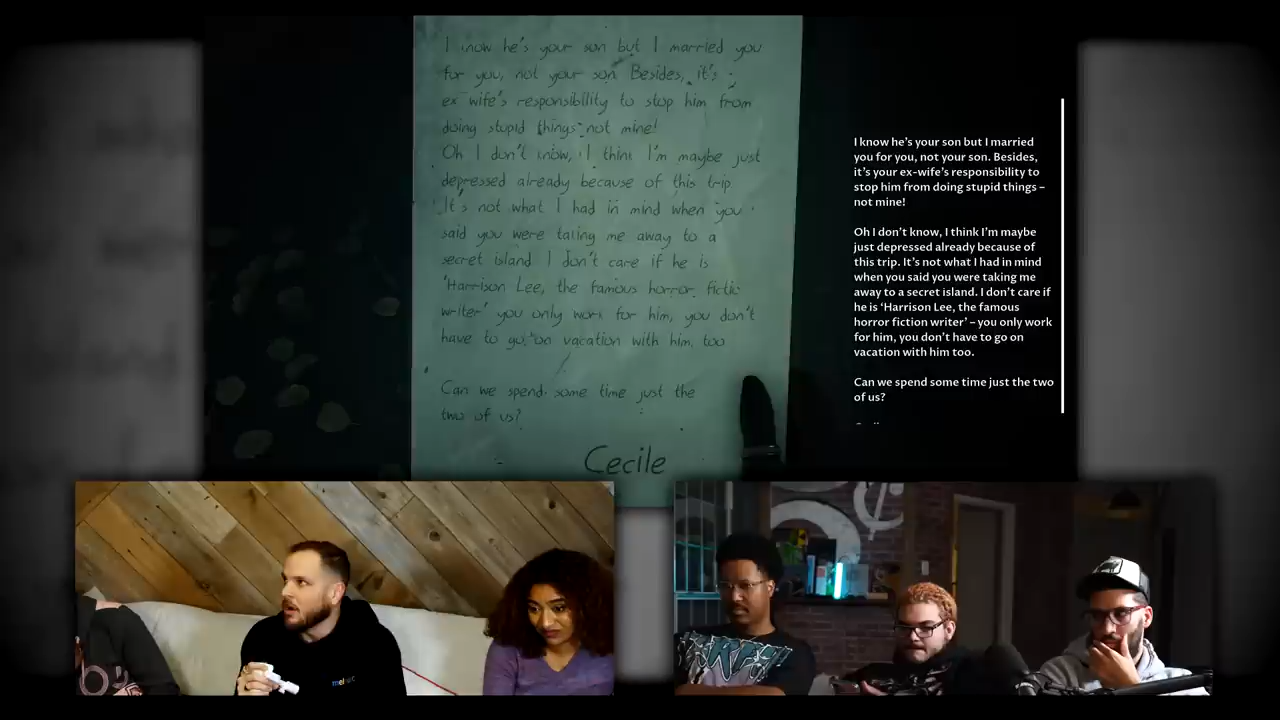 I know he's your son but I married you
for you, not your son. Besides, it's
ex wife's responsibility to stop him from
doing stupid things not mine!
Oh I don't know, I think I'm maybe just
depressed already because of this trip.
It's not what I had in mind when you
said you were taking me away to a
secret island I don't care if he is
'Harrison Lee, the famous horror fictic
writer' you only work for him, you don't
have to go on vacation with him too
Can we spend some time just the
two of us?
Cecile
I know he's your son but I married
you for you, not your son. Besides,
it's your ex-wife's responsibility to
stop him from doing stupid things –
not mine!
Oh I don't know, I think I'm maybe
just depressed already because of
this trip. It's not what I had in mind
when you said you were taking me
away to a secret island. I don't care if
he is 'Harrison Lee, the famous
horror fiction writer' – you only work
for him, you don't have to go on
vacation with him too.
Can we spend some time just the two
of us?